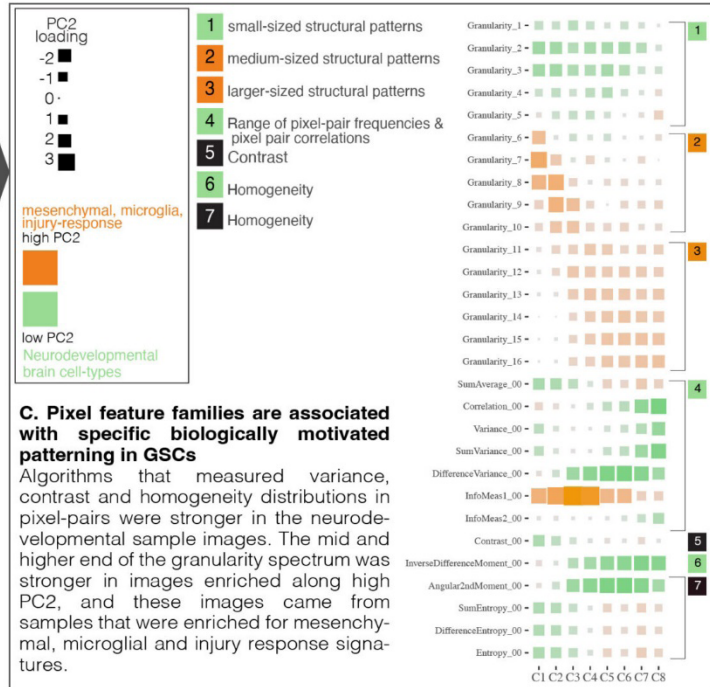 PC2
loading
-2
-1
0
1
2
3
mesenchymal, microglia,
injury-response
high PC2
low PC2
Neurodevelopmental
brain cell-types
1 small-sized structural patterns
2 medium-sized structural patterns
3 larger-sized structural patterns
4 Range of pixel-pair frequencies &
pixel pair correlations
5 Contrast
6 Homogeneity
7 Homogeneity
C. Pixel feature families are associated
with specific biologically motivated
patterning in GSCs
Algorithms that measured variance,
contrast and homogeneity distributions in
pixel-pairs were stronger in the neurode-
velopmental sample images. The mid and
higher end of the granularity spectrum was
stronger in images enriched along high
PC2, and these images came from
samples that were enriched for mesenchy-
mal, microglial and injury response signa-
tures.
Granularity_1
Granularity_2
Granularity_3
Granularity_4
Granularity_5
Granularity_6
Granularity_7
Granularity_8
Granularity_9
Granularity_10
Granularity_11
Granularity_12
Granularity_13
Granularity_14
Granularity_15
Granularity_16
SumAverage_00
Correlation_00
Variance_00
SumVariance_00
DifferenceVariance_00
InfoMeas1_00
InfoMeas2_00
Contrast_00
InverseDifferenceMoment_00
Angular2ndMoment_00
SumEntropy_00
DifferenceEntropy_00
Entropy_00
C1 C2 C3 C4 C5 C6 C7 C8
1
2
3
4
5
6
7